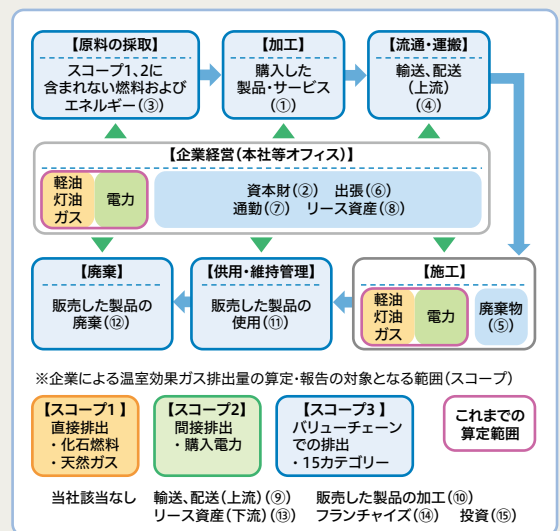 【原料の採取】
スコープ1、2に
含まれない燃料および
エネルギー(③)
【加工】
購入した
製品・サービス
(①)
【流通・運搬】
輸送、配送
(上流)
(④)
【企業経営(本社等オフィス)】
軽油
灯油
ガス
電力
資本財(②) 出張(⑥)
通勤(⑦) リース資産(⑧)
【廃棄】
販売した製品の
廃棄(⑫)
【供用・維持管理】
販売した製品の
使用(⑪)
【施工】
軽油
灯油
ガス
電力
廃棄物
(⑤)
※企業による温室効果ガス排出量の算定・報告の対象となる範囲(スコープ)
【スコープ1 】
直接排出
・化石燃料
・天然ガス
【スコープ2】
間接排出
・購入電力
【スコープ3 】
バリューチェーン
での排出
・15カテゴリー
これまでの
算定範囲
当社該当なし 輸送、配送(上流)(⑨) 販売した製品の加工(⑩)
リース資産(下流)(⑬) フランチャイズ(⑭) 投資(⑮)